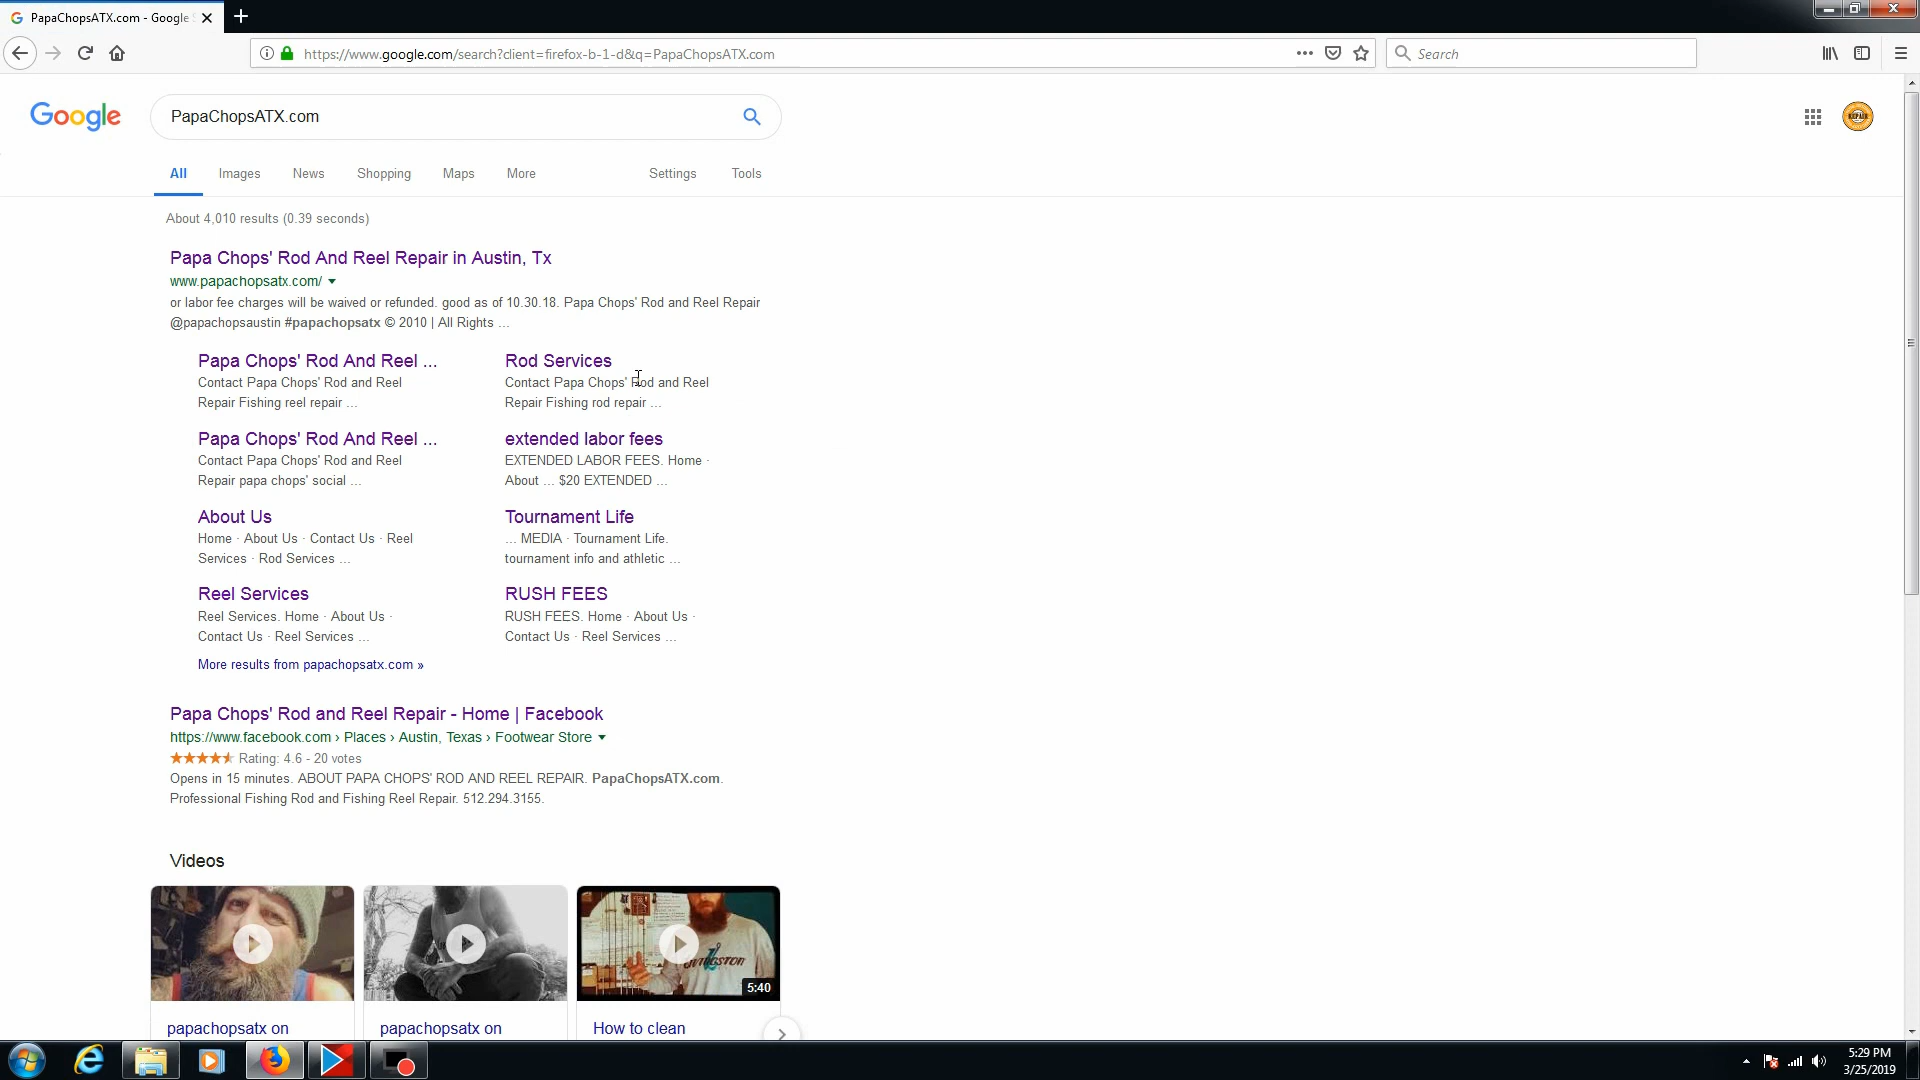 PapaChopsATX.com - Google
https://www.google.com/search?client=firefox-b-1-d&q=PapaChopsATX.com
Search
Google
PapaChopsATX.com
REPAIR
All Images News Shopping Maps More Settings Tools
About 4,010 results (0.39 seconds)
Papa Chops' Rod And Reel Repair in Austin, Tx
www.papachopsatx.com/
or labor fee charges will be waived or refunded. good as of 10.30.18. Papa Chops' Rod and Reel Repair
@papachopsaustin #papachopsatx © 2010 | All Rights ...
Papa Chops' Rod And Reel ...
Contact Papa Chops' Rod and Reel
Repair Fishing reel repair ...
Rod Services
Contact Papa Chops' Rod and Reel
Repair Fishing rod repair ...
Papa Chops' Rod And Reel ...
Contact Papa Chops' Rod and Reel
Repair papa chops' social ...
extended labor fees
EXTENDED LABOR FEES. Home ·
About ... $20 EXTENDED ...
About Us
Home · About Us · Contact Us · Reel
Services · Rod Services ...
Tournament Life
... MEDIA · Tournament Life.
tournament info and athletic ...
Reel Services
Reel Services. Home · About Us ·
Contact Us · Reel Services ...
RUSH FEES
RUSH FEES. Home · About Us ·
Contact Us · Reel Services ...
More results from papachopsatx.com »
Papa Chops' Rod and Reel Repair - Home | Facebook
https://www.facebook.com › Places › Austin, Texas › Footwear Store
Rating: 4.6 - 20 votes
Opens in 15 minutes. ABOUT PAPA CHOPS' ROD AND REEL REPAIR. PapaChopsATX.com.
Professional Fishing Rod and Fishing Reel Repair. 512.294.3155.
Videos
5:40
papachopsatx on
papachopsatx on
How to clean
5:29 PM
3/25/2019